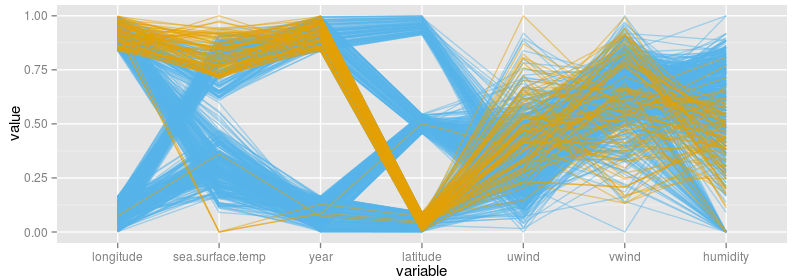 1.00
0.75
0.50
0.25
0.00
value
longitude sea.surface.temp year latitude uwind vwind humidity
variable